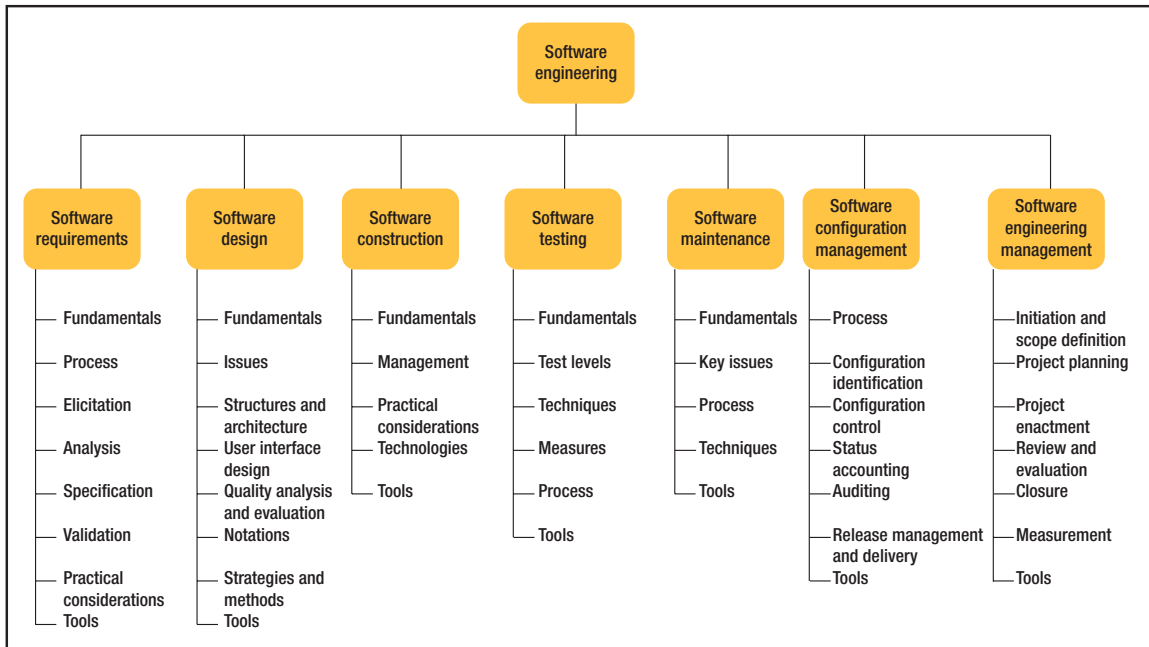 Software
engineering
Software
requirements
Fundamentals
Process
Elicitation
Analysis
Specification
Validation
Practical
considerations
Tools
Software
design
Fundamentals
Issues
Structures and
architecture
User interface
design
Quality analysis
and evaluation
Notations
Strategies and
methods
Tools
Software
construction
Fundamentals
Management
Practical
considerations
Technologies
Tools
Software
testing
Fundamentals
Test levels
Techniques
Measures
Process
Tools
Software
maintenance
Fundamentals
Key issues
Process
Techniques
Tools
Software
configuration
management
Process
Configuration
identification
Configuration
control
Status
accounting
Auditing
Release management
and delivery
Tools
Software
engineering
management
Initiation and
scope definition
Project planning
Project
enactment
Review and
evaluation
Closure
Measurement
Tools